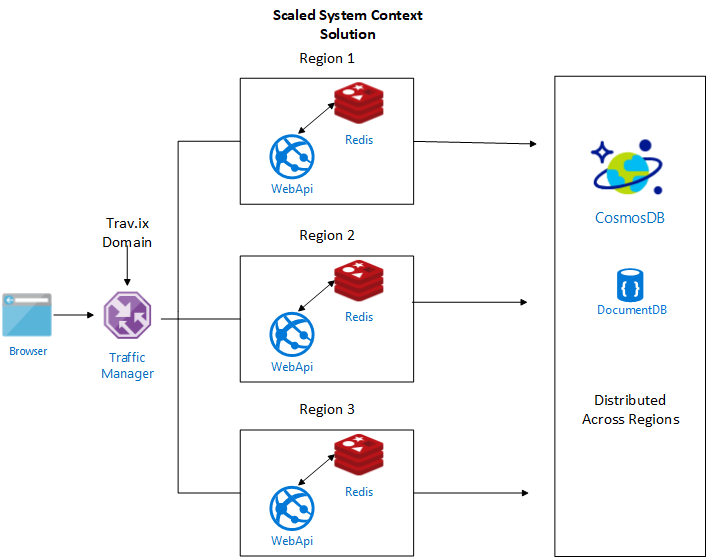 Scaled System Context
Solution
Region 1
Redis
WebApi
CosmosDB
Trav.ix
Domain
Region 2
Redis
WebApi
DocumentDB
Browser
Traffic
Manager
Region 3
Redis
WebApi
Distributed
Across Regions